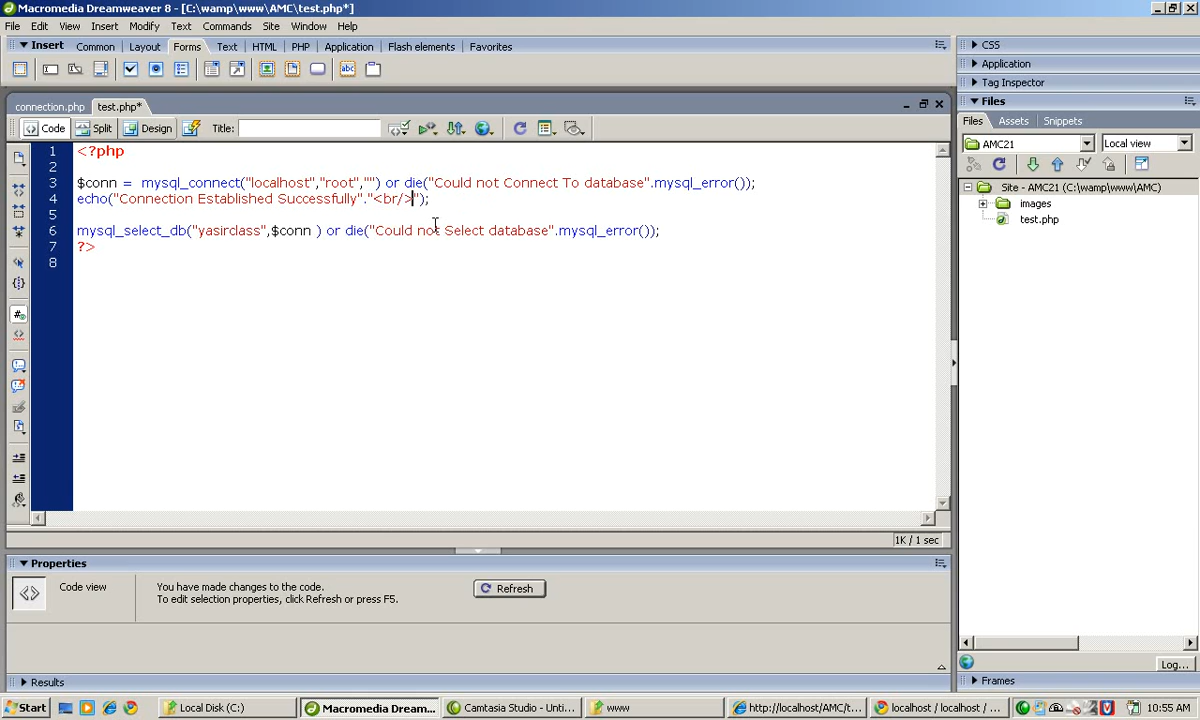 Macromedia Dreamweaver 8 - [C:\wamp\www\AMC\test.php*]
File Edit View Insert Modify Text Commands Site Window Help
Insert Common Layout Forms Text HTML PHP Application Flash elements Favorites
CSS
Application
Tag Inspector
Files
Files Assets Snippets
AMC21 Local view
Site - AMC21 (C:\wamp\www\AMC)
images
test.php
connection.php test.php*
Code Split Design Title:
1 <?php
2
3 $conn = mysql_connect("localhost","root","") or die("Could not Connect To database".mysql_error());
4 echo("Connection Established Successfully"."<br/>");
5
6 mysql_select_db("yasirclass",$conn ) or die("Could not Select database".mysql_error());
7 ?>
8
1K / 1 sec
Properties
Code view
You have made changes to the code.
To edit selection properties, click Refresh or press F5.
Refresh
Log...
Results
Frames
Start Local Disk (C:) Macromedia Dream... Camtasia Studio - Unti... www http://localhost/AMC/t... localhost / localhost / ... 10:55 AM